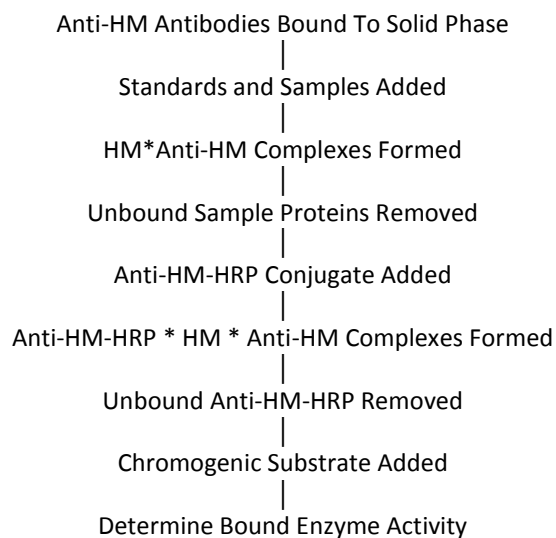 Anti-HM Antibodies Bound To Solid Phase
Standards and Samples Added
HM*Anti-HM Complexes Formed
Unbound Sample Proteins Removed
Anti-HM-HRP Conjugate Added
Anti-HM-HRP * HM * Anti-HM Complexes Formed
Unbound Anti-HM-HRP Removed
Chromogenic Substrate Added
Determine Bound Enzyme Activity